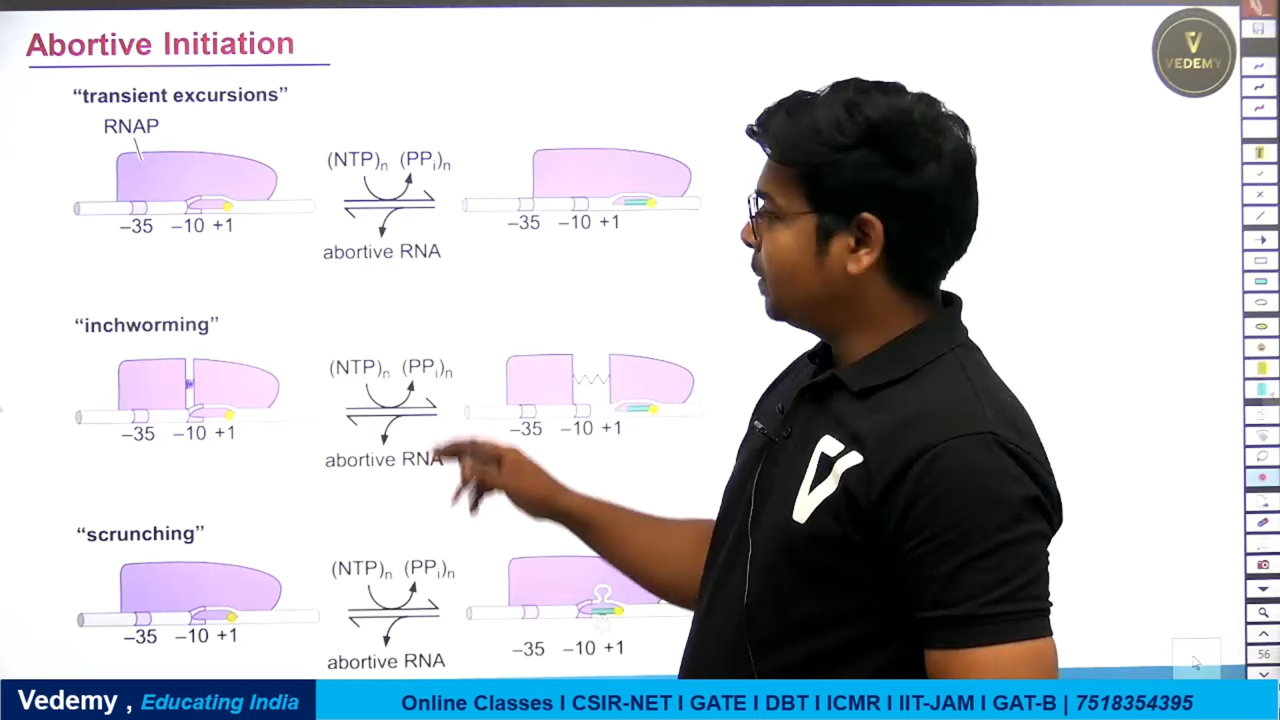 Abortive Initiation
VEDEMY
“transient excursions”
RNAP
(NTP)n (PPi)n
–35 –10 +1
abortive RNA
–35 –10 +1
“inchworming”
(NTP)n (PPi)n
–35 –10 +1
abortive RNA
–35 –10 +1
“scrunching”
(NTP)n (PPi)n
–35 –10 +1
abortive RNA
–35 –10 +1
56
Vedemy , Educating India
Online Classes I CSIR-NET I GATE I DBT I ICMR I IIT-JAM I GAT-B | 7518354395